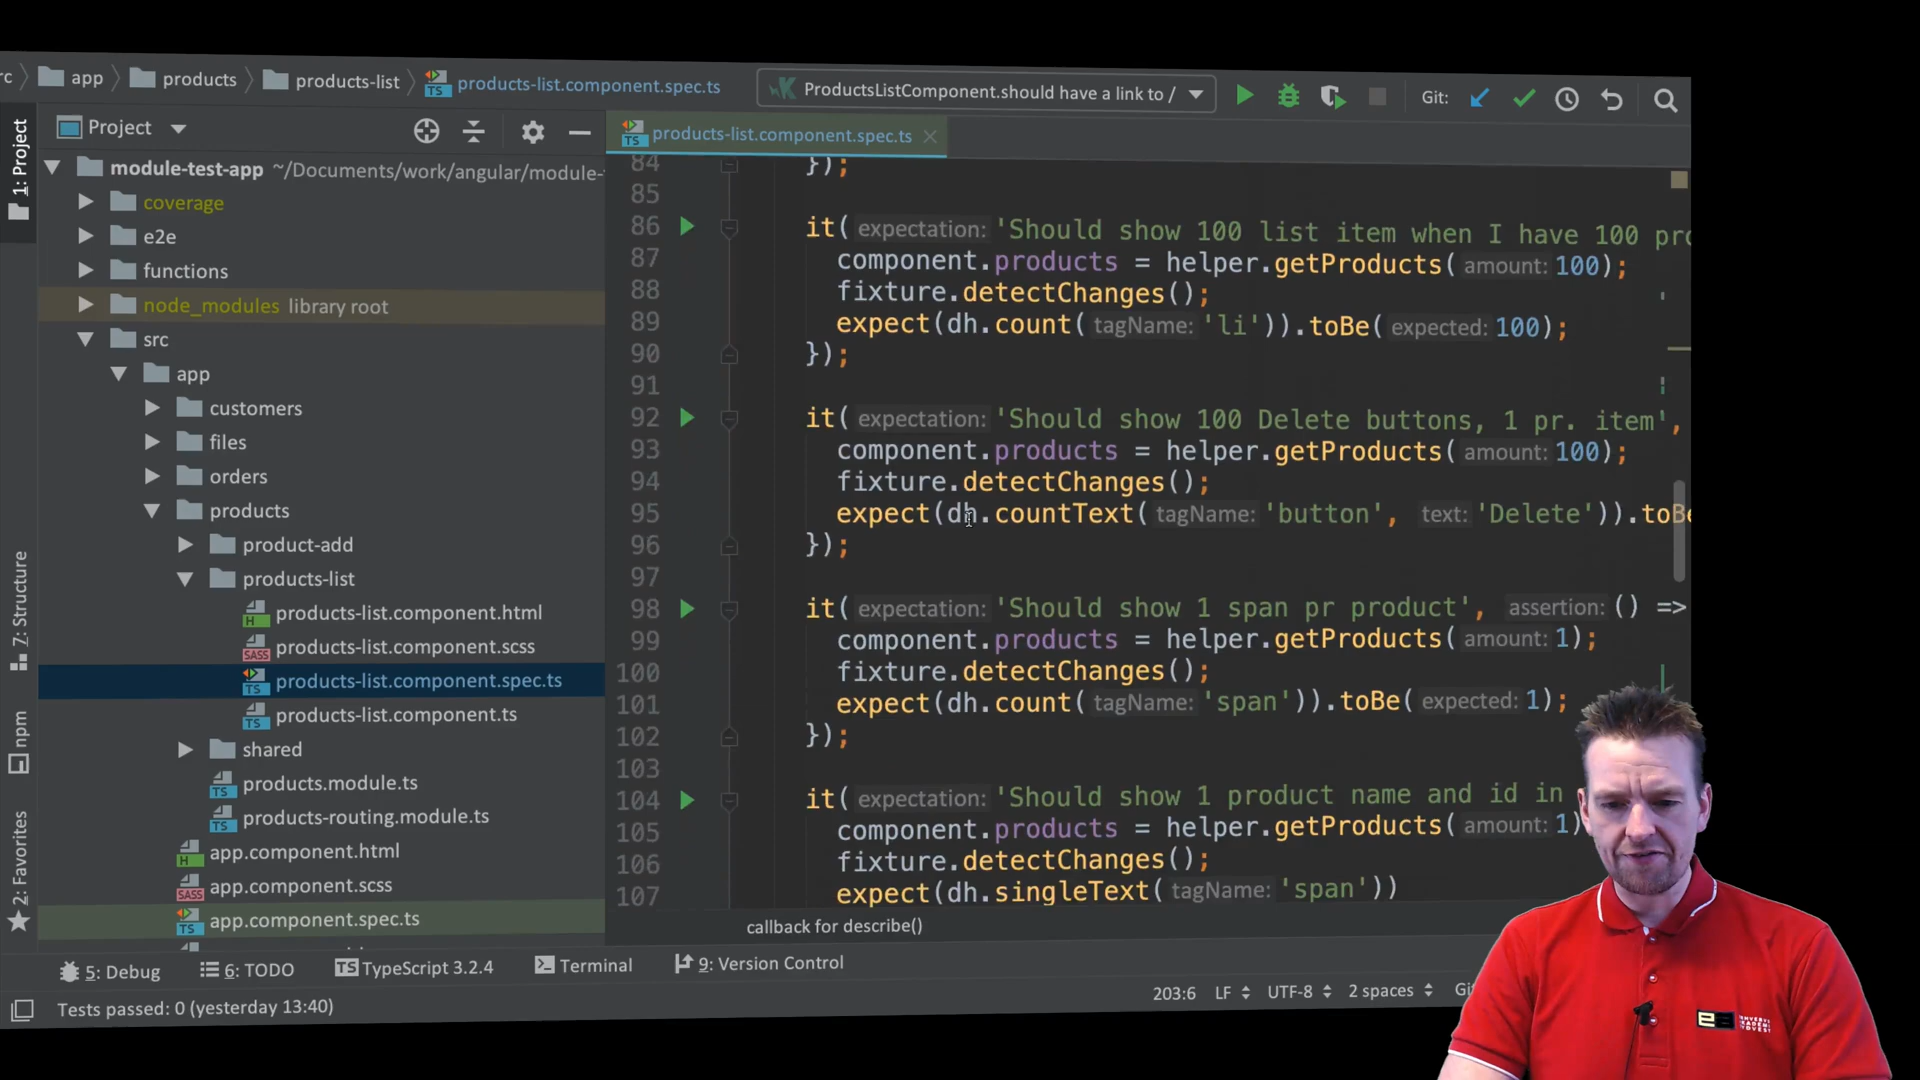 rc app products products-list products-list.component.spec.ts
ProductsListComponent.should have a link to /
Git:
1: Project
Project
products-list.component.spec.ts
module-test-app ~/Documents/work/angular/module-
coverage
e2e
functions
node_modules library root
src
app
customers
files
orders
products
product-add
products-list
products-list.component.html
products-list.component.scss
products-list.component.spec.ts
products-list.component.ts
shared
products.module.ts
products-routing.module.ts
app.component.html
app.component.scss
app.component.spec.ts
Z: Structure
npm
2: Favorites
84 });
85
86 it( expectation: 'Should show 100 list item when I have 100 pro
87 component.products = helper.getProducts( amount: 100);
88 fixture.detectChanges();
89 expect(dh.count( tagName: 'li')).toBe( expected: 100);
90 });
91
92 it( expectation: 'Should show 100 Delete buttons, 1 pr. item',
93 component.products = helper.getProducts( amount: 100);
94 fixture.detectChanges();
95 expect(dh.countText( tagName: 'button', text: 'Delete')).toBe
96 });
97
98 it( expectation: 'Should show 1 span pr product', assertion: () =>
99 component.products = helper.getProducts( amount: 1);
100 fixture.detectChanges();
101 expect(dh.count( tagName: 'span')).toBe( expected: 1);
102 });
103
104 it( expectation: 'Should show 1 product name and id in
105 component.products = helper.getProducts( amount: 1)
106 fixture.detectChanges();
107 expect(dh.singleText( tagName: 'span'))
callback for describe()
5: Debug 6: TODO TypeScript 3.2.4 Terminal 9: Version Control
Tests passed: 0 (yesterday 13:40)
203:6 LF UTF-8 2 spaces Gi